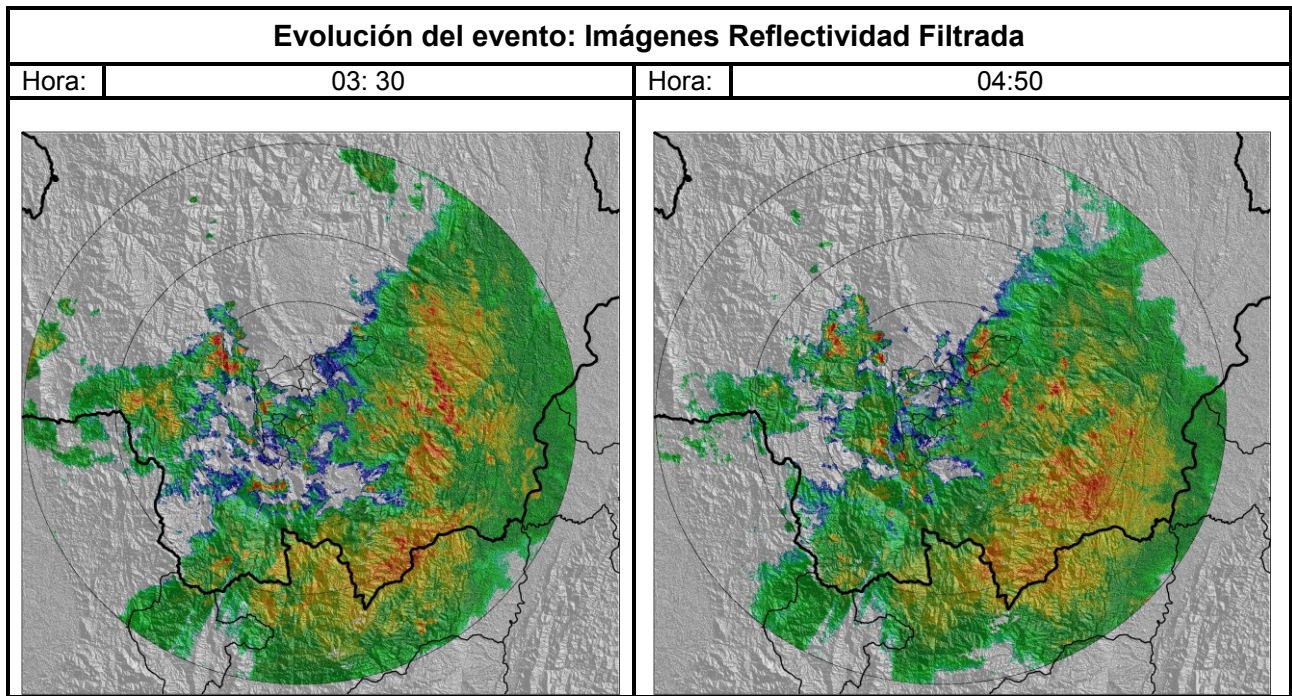 Evolución del evento: Imágenes Reflectividad Filtrada
Hora: 03: 30 Hora: 04:50